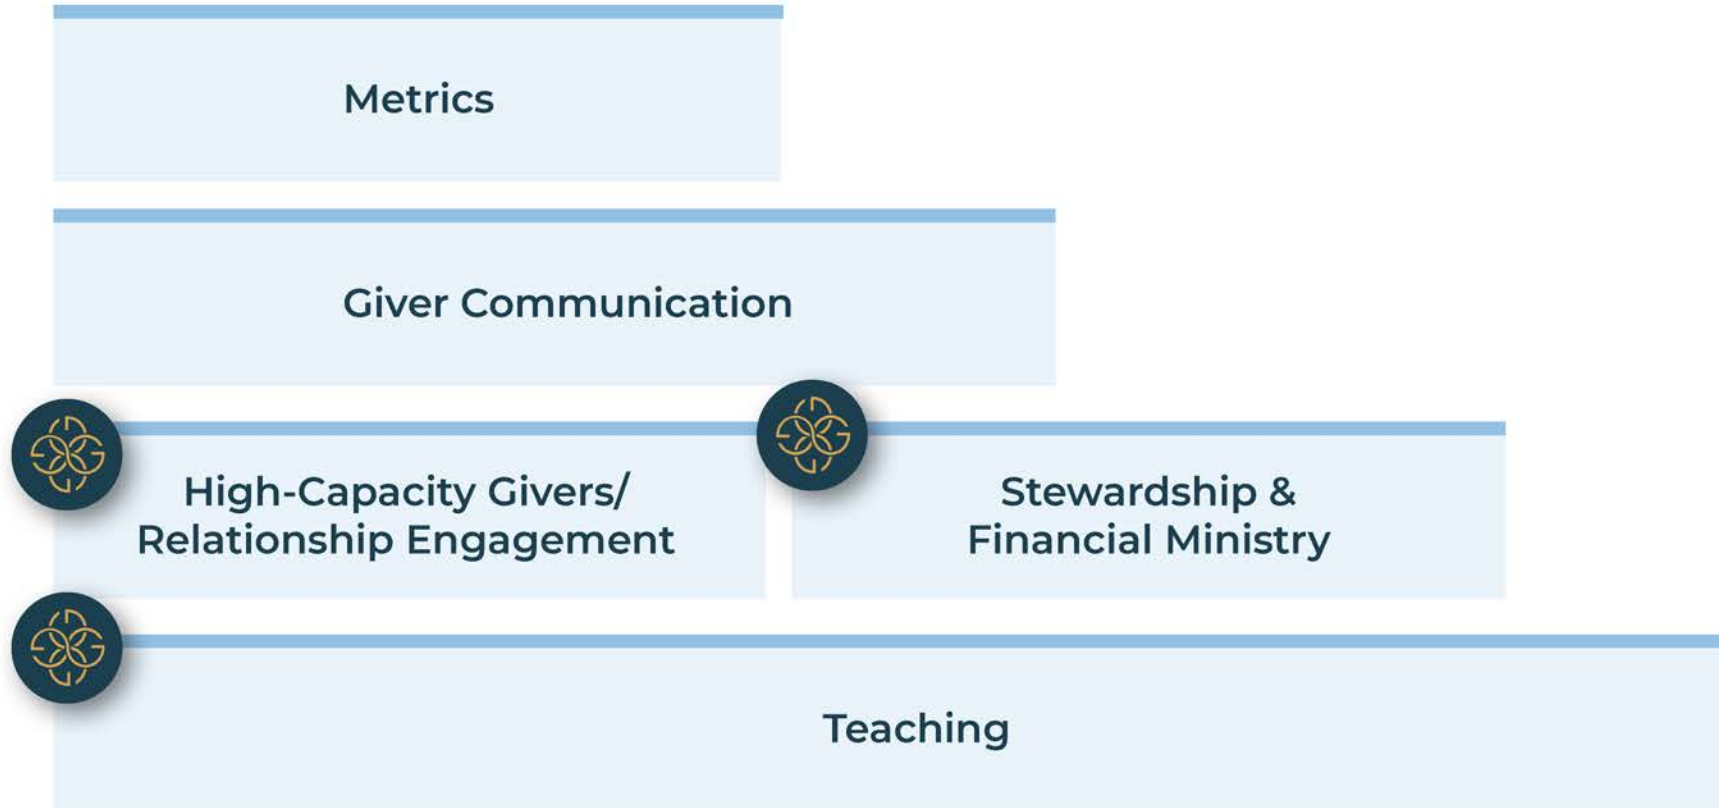 Metrics
Giver Communication
High-Capacity Givers/
Relationship Engagement
Stewardship &
Financial Ministry
Teaching